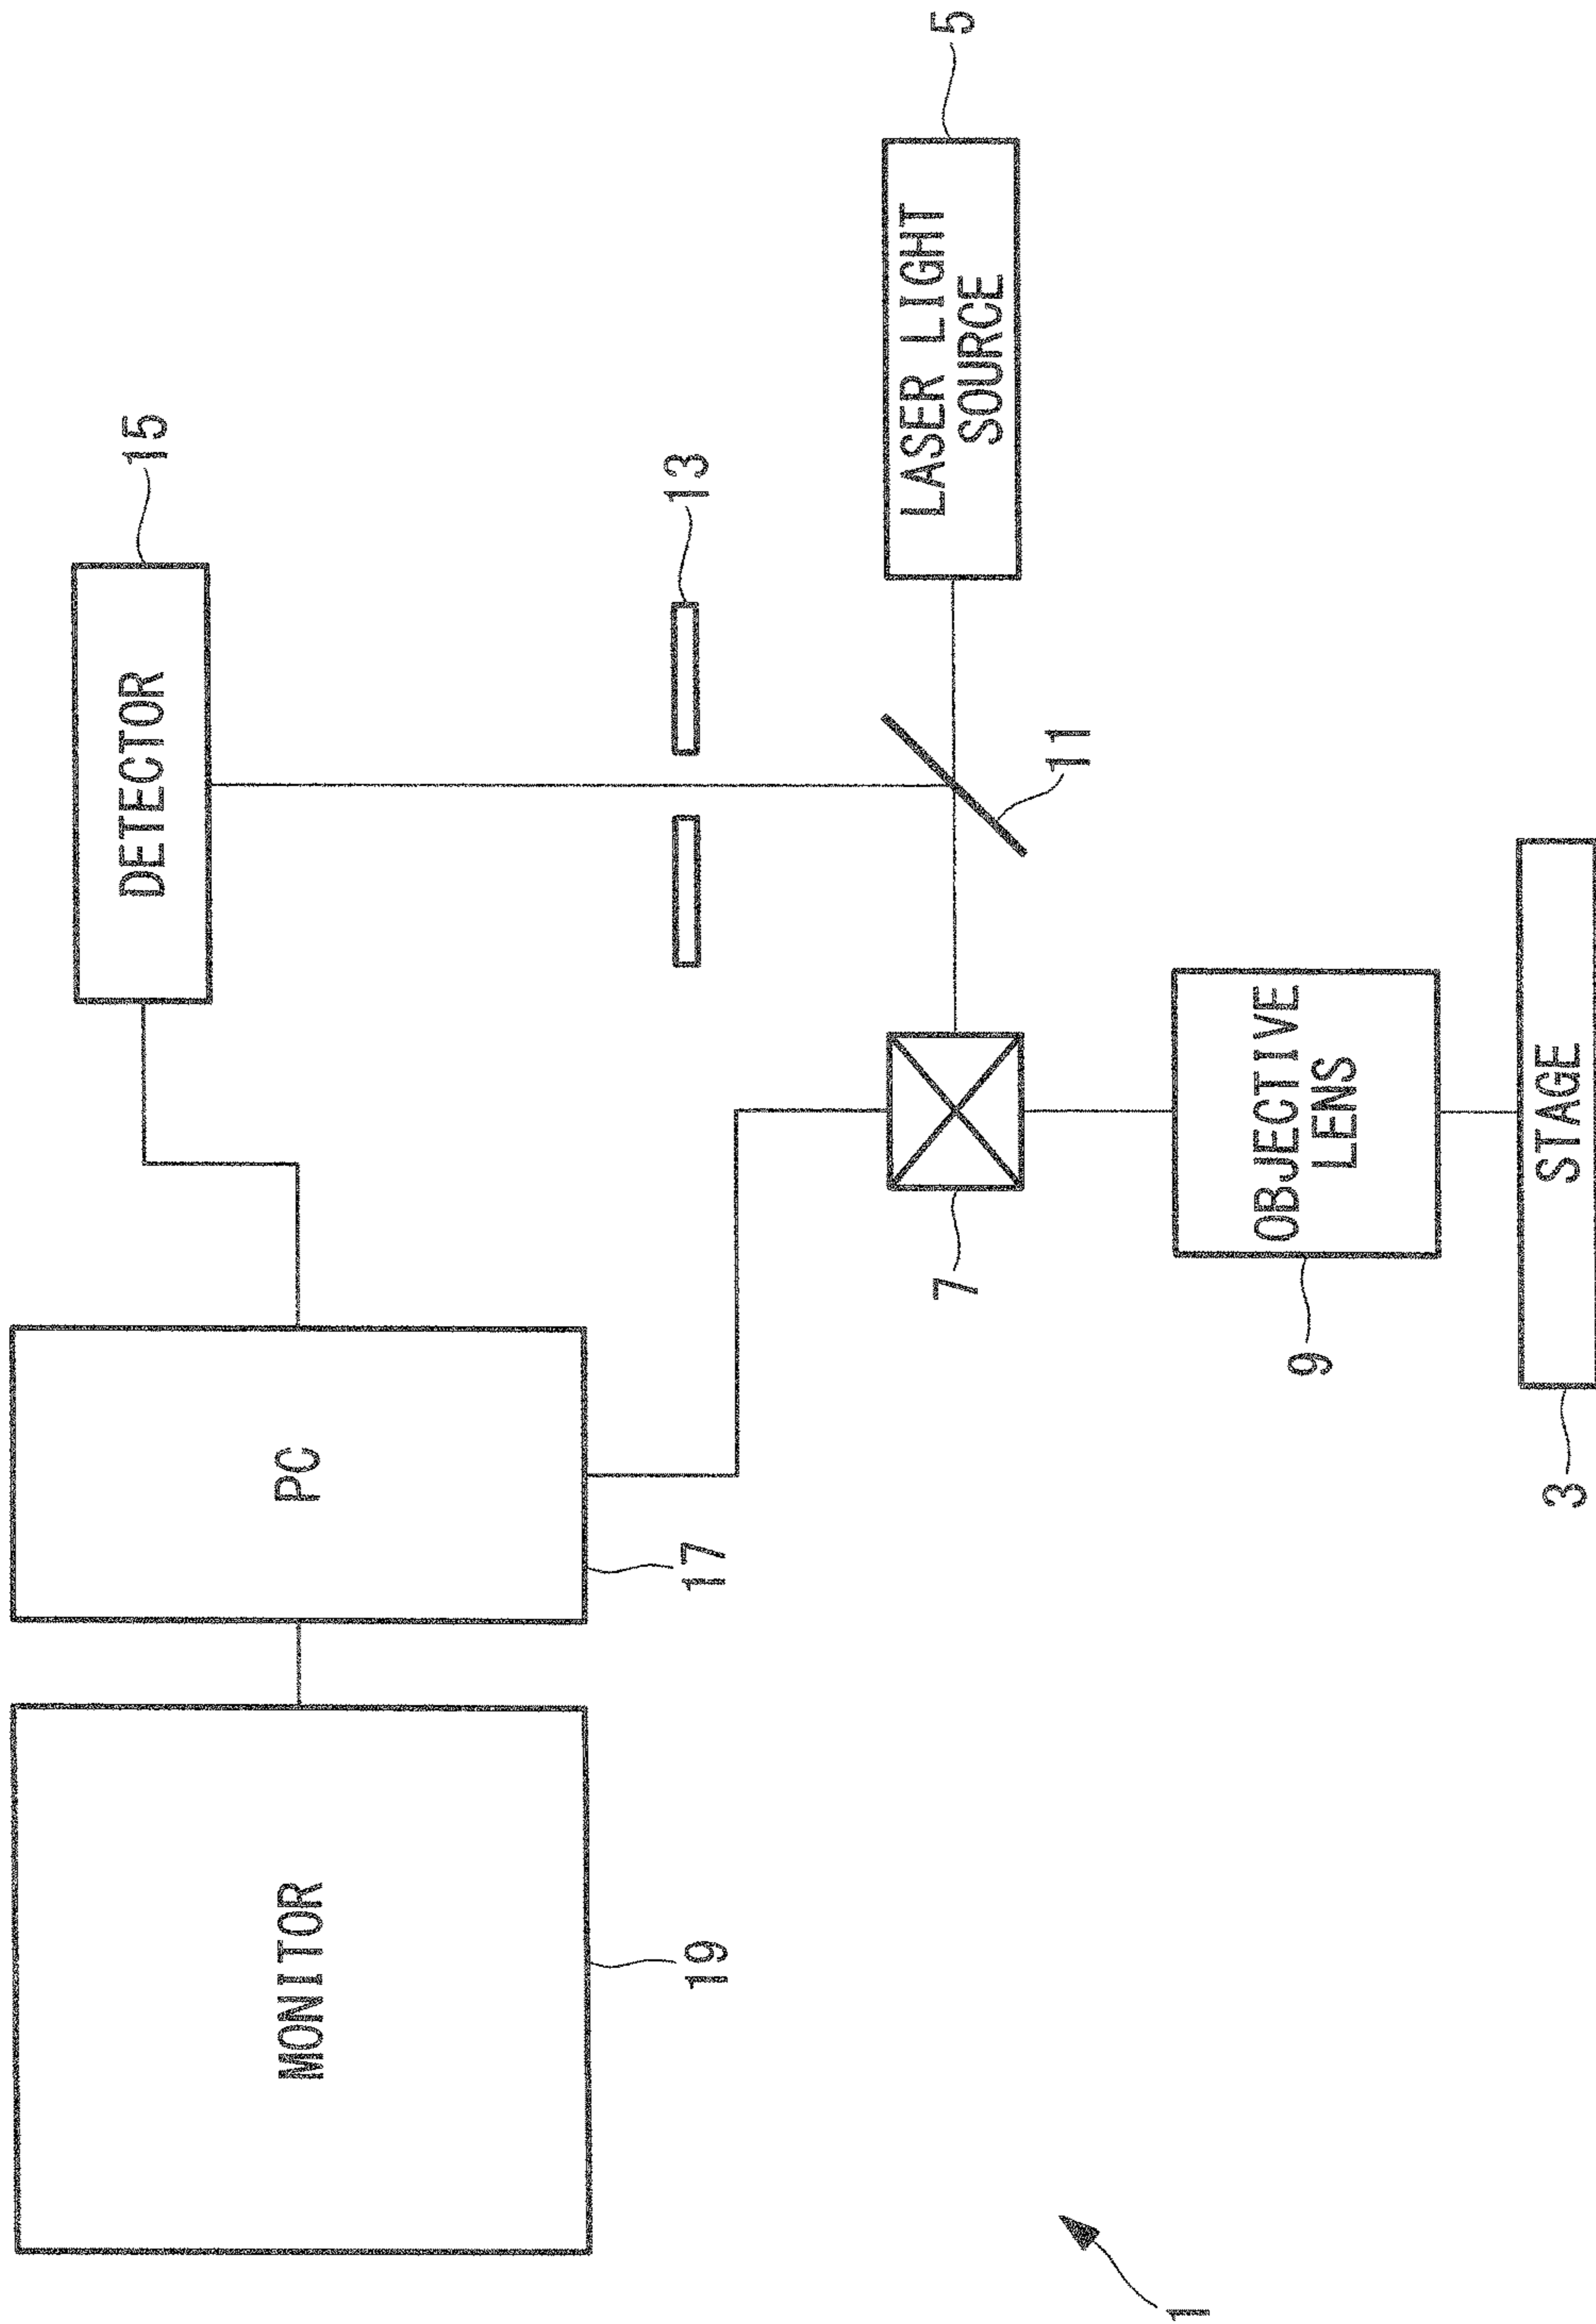 1
MONITOR
19
PC
17
DETECTOR
15
13
7
11
LASER LIGHT
SOURCE
5
OBJECTIVE
LENS
9
STAGE
3